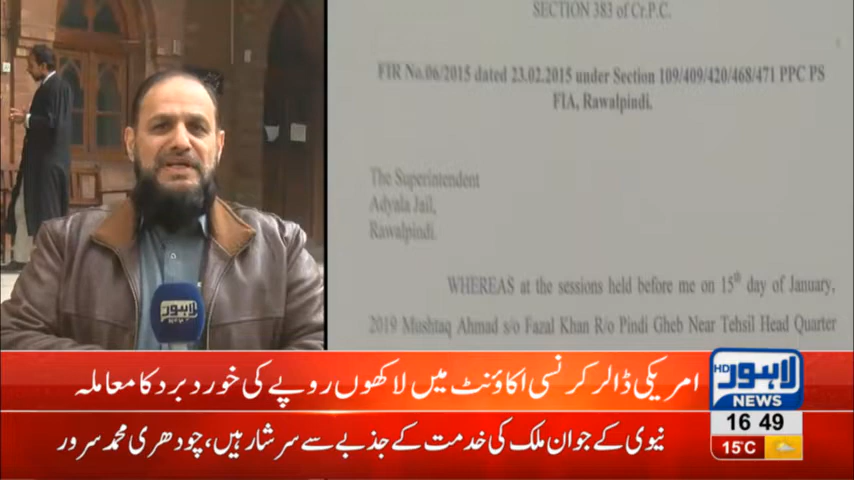 SECTION 383 of Cr.P.C.
FIR No.06/2015 dated 23.02.2015 under Section 109/409/420/468/471 PPC PS
FIA, Rawalpindi.
The Superintendent
Adyala Jail,
Rawalpindi.
WHEREAS at the sessions held before me on 15th day of January,
2019 Mushtaq Ahmad s/o Fazal Khan R/o Pindi Gheb Near Tehsil Head Quarter
لاہور
NEWS
امریکی ڈالر کرنسی اکاؤنٹ میں لاکھوں روپے کی خورد برد کا معاملہ
نیوی کے جوان ملک کی خدمت کے جذبے سے سرشار ہیں، چودھری محمد سرور
HD
لاہور
NEWS
16 49
15°C